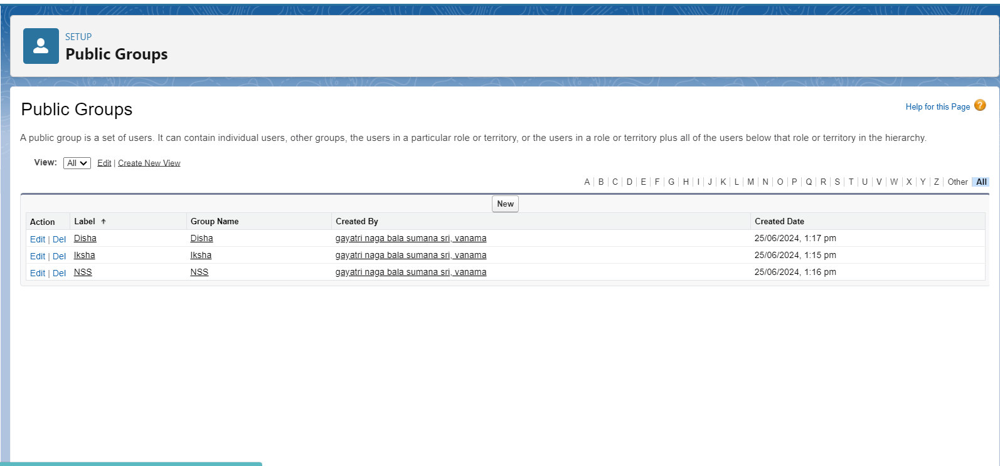 SETUP
Public Groups
Public Groups
Help for this Page ?
A public group is a set of users. It can contain individual users, other groups, the users in a particular role or territory, or the users in a role or territory plus all of the users below that role or territory in the hierarchy.
View: All Edit | Create New View
A | B | C | D | E | F | G | H | I | J | K | L | M | N | O | P | Q | R | S | T | U | V | W | X | Y | Z | Other | All
New
Action Label ↑ Group Name Created By Created Date
Edit | Del Disha Disha gayatri naga bala sumana sri, vanama 25/06/2024, 1:17 pm
Edit | Del Iksha Iksha gayatri naga bala sumana sri, vanama 25/06/2024, 1:15 pm
Edit | Del NSS NSS gayatri naga bala sumana sri, vanama 25/06/2024, 1:16 pm